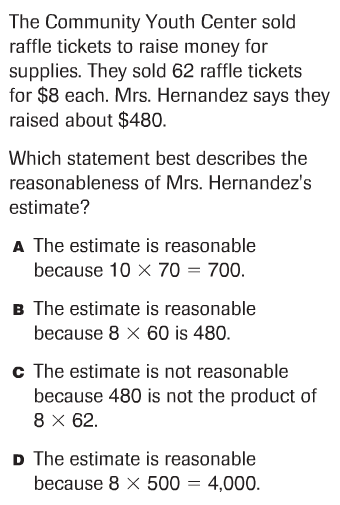 The Community Youth Center sold
raffle tickets to raise money for
supplies. They sold 62 raffle tickets
for $8 each. Mrs. Hernandez says they
raised about $480.
Which statement best describes the
reasonableness of Mrs. Hernandez's
estimate?
A The estimate is reasonable
because 10 × 70 = 700.
B The estimate is reasonable
because 8 × 60 is 480.
C The estimate is not reasonable
because 480 is not the product of
8 × 62.
D The estimate is reasonable
because 8 × 500 = 4,000.